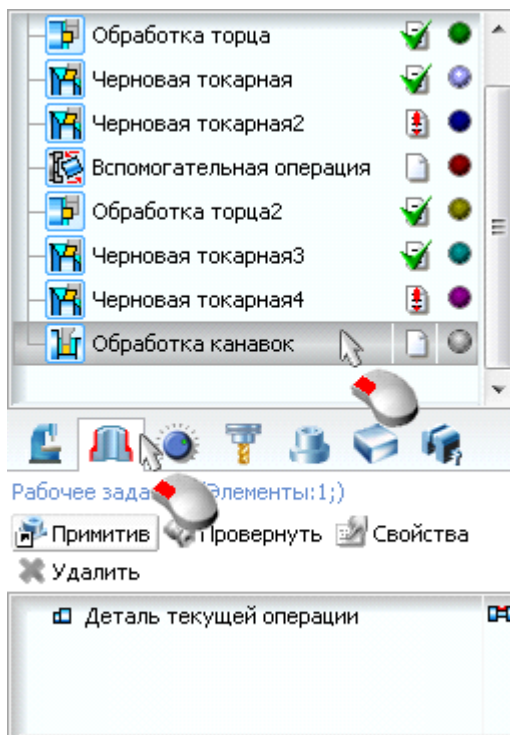 Обработка торца
Черновая токарная
Черновая токарная2
Вспомогательная операция
Обработка торца2
Черновая токарная3
Черновая токарная4
Обработка канавок
Рабочее зада (Элементы:1;)
Примитив Провернуть Свойства
Удалить
Деталь текущей операции